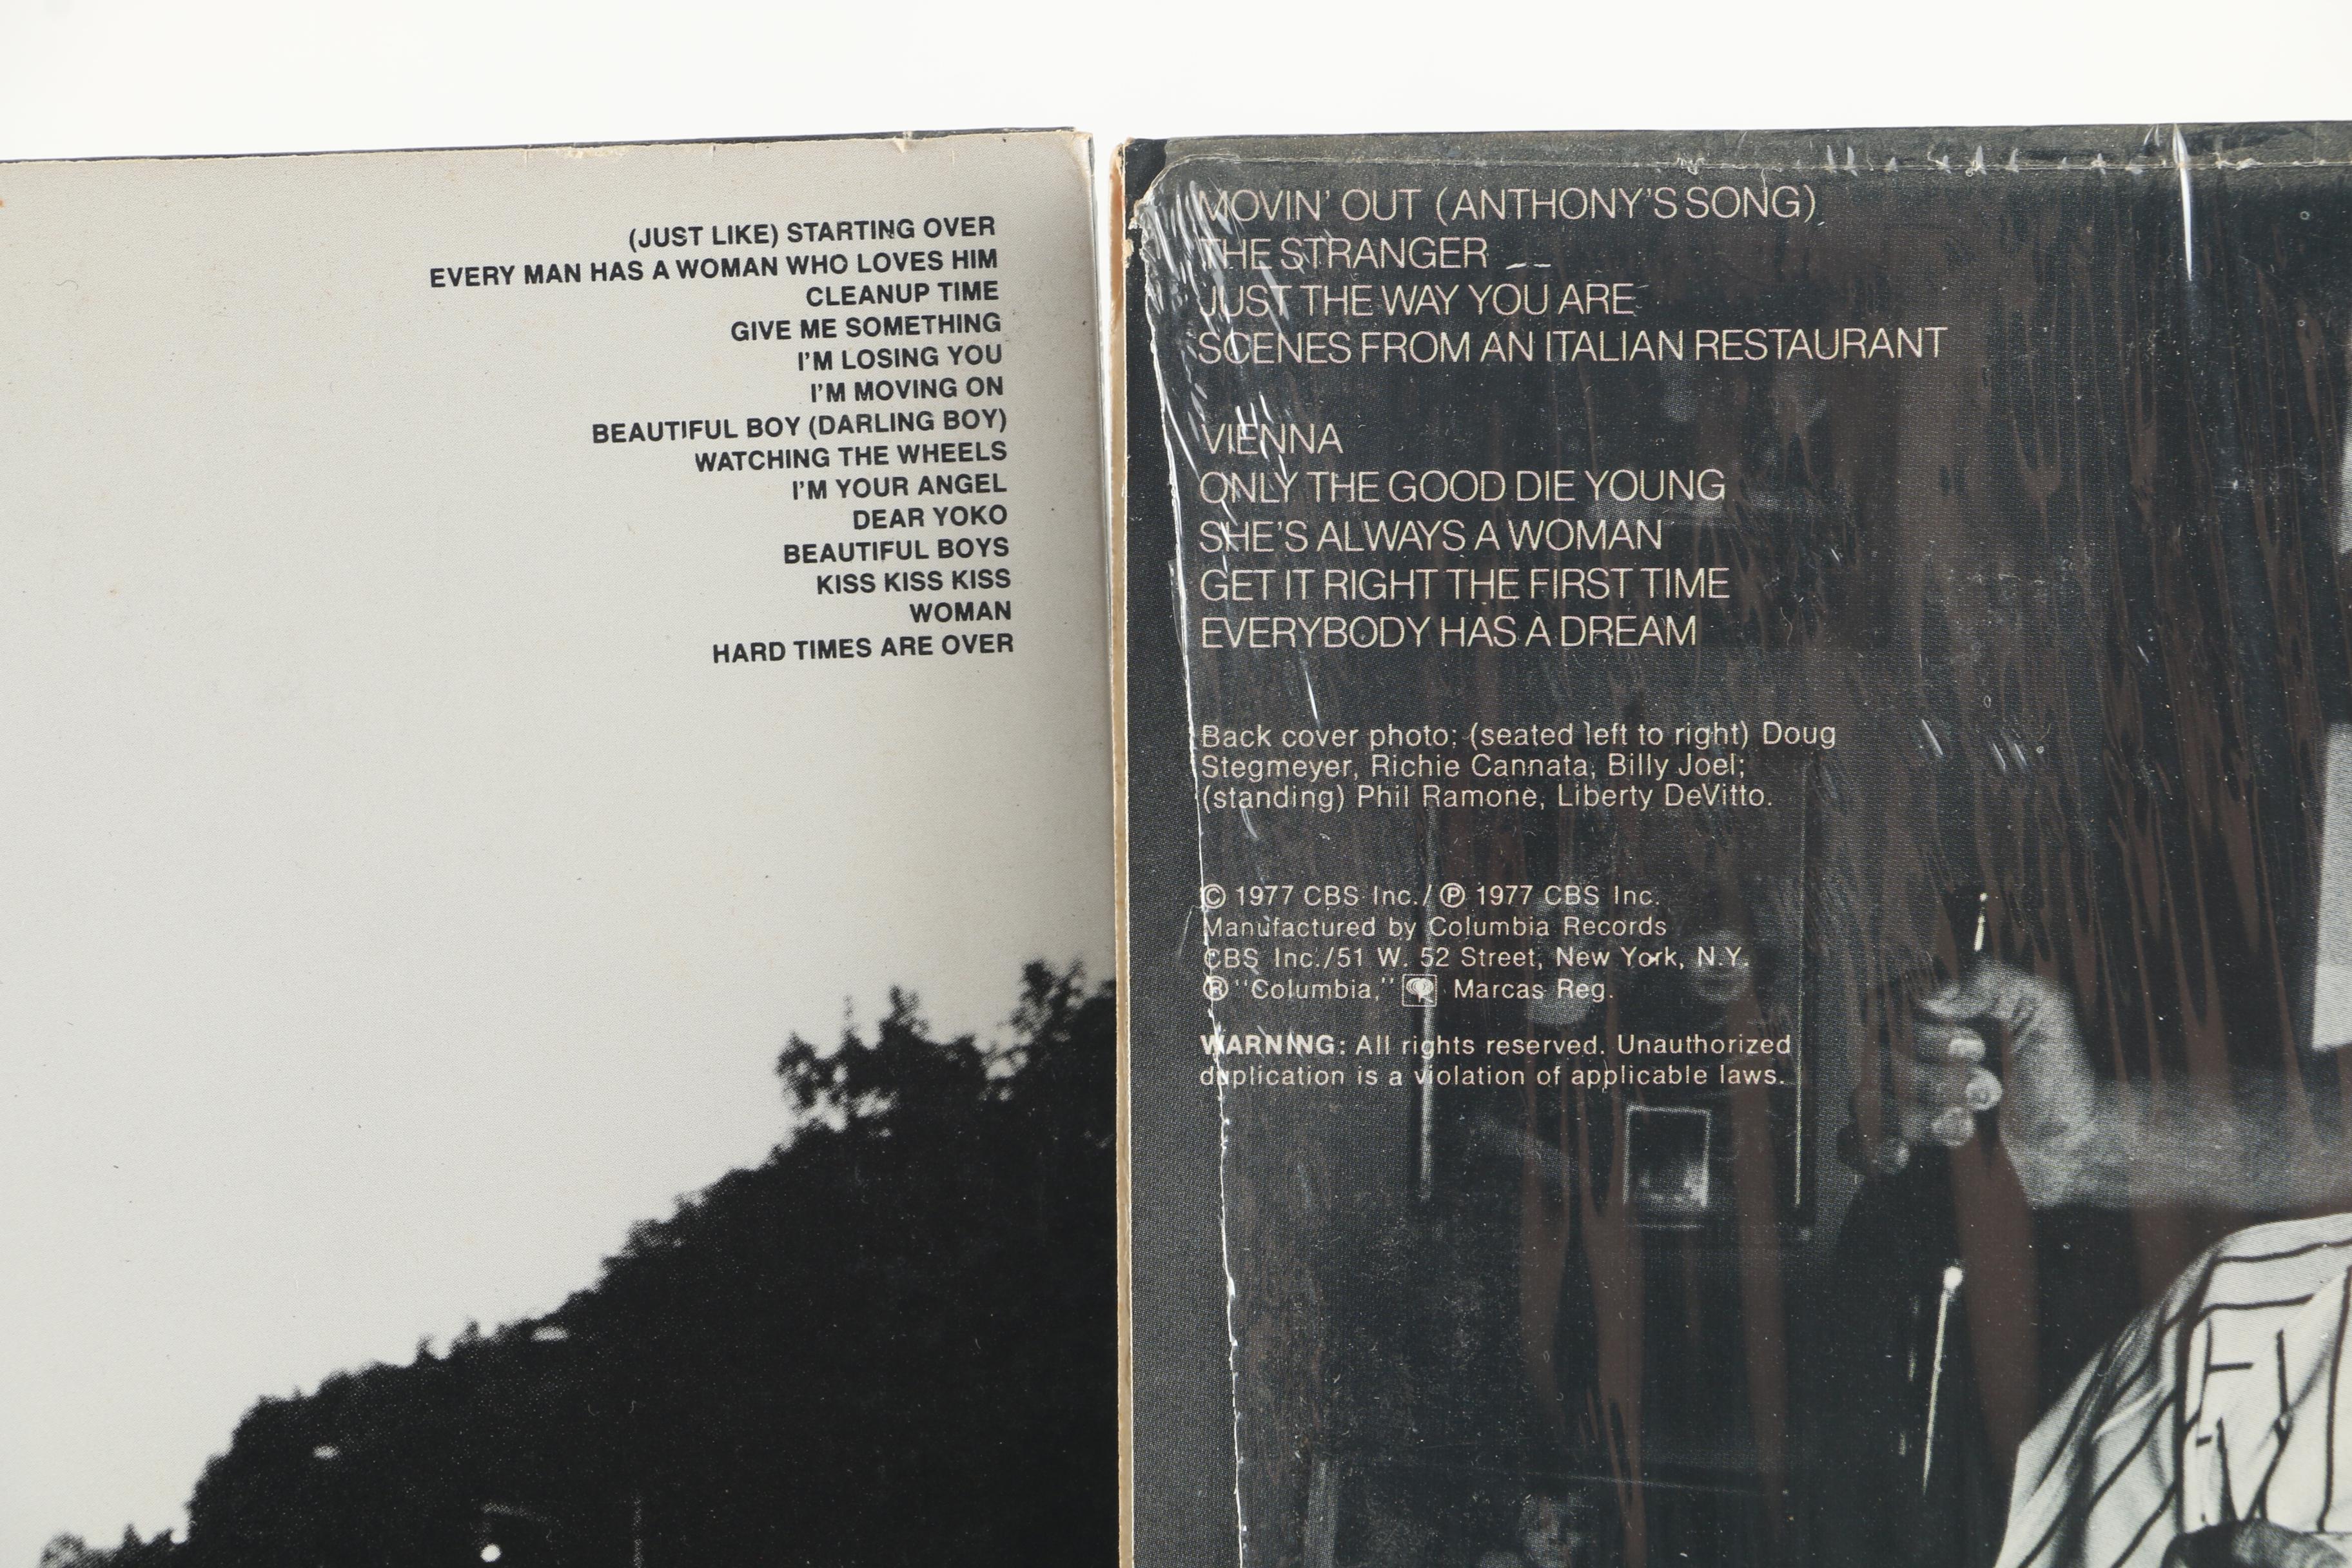 (JUST LIKE) STARTING OVER
EVERY MAN HAS A WOMAN WHO LOVES HIM
CLEANUP TIME
GIVE ME SOMETHING
I'M LOSING YOU
I'M MOVING ON
BEAUTIFUL BOY (DARLING BOY)
WATCHING THE WHEELS
I'M YOUR ANGEL
DEAR YOKO
BEAUTIFUL BOYS
KISS KISS KISS
WOMAN
HARD TIMES ARE OVER
MOVIN' OUT (ANTHONY'S SONG)
THE STRANGER
JUST THE WAY YOU ARE
SCENES FROM AN ITALIAN RESTAURANT
VIENNA
ONLY THE GOOD DIE YOUNG
SHE'S ALWAYS A WOMAN
GET IT RIGHT THE FIRST TIME
EVERYBODY HAS A DREAM
Back cover photo: (seated left to right) Doug
Stegmeyer, Richie Cannata, Billy Joel;
(standing) Phil Ramone, Liberty DeVitto.
© 1977 CBS Inc./ ℗ 1977 CBS Inc.
Manufactured by Columbia Records
CBS Inc./51 W. 52 Street, New York, N.Y.
® "Columbia," Marcas Reg.
WARNING: All rights reserved. Unauthorized
duplication is a violation of applicable laws.